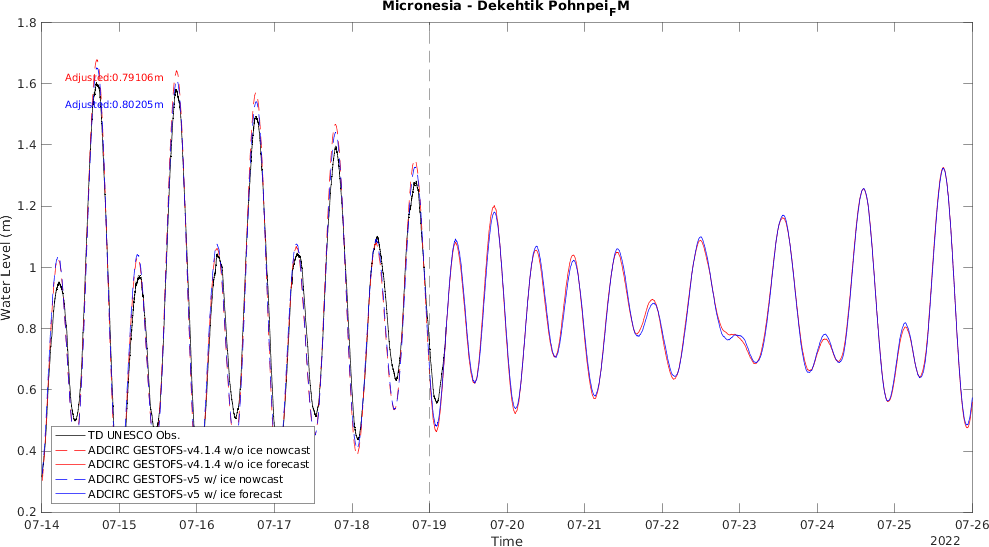 Micronesia - Dekehtik Pohnpei_FM
1.8
1.6
1.4
1.2
1
0.8
0.6
0.4
0.2
Water Level (m)
Adjusted:0.79106m
Adjusted:0.80205m
TD UNESCO Obs.
ADCIRC GESTOFS-v4.1.4 w/o ice nowcast
ADCIRC GESTOFS-v4.1.4 w/o ice forecast
ADCIRC GESTOFS-v5 w/ ice nowcast
ADCIRC GESTOFS-v5 w/ ice forecast
07-14 07-15 07-16 07-17 07-18 07-19 07-20 07-21 07-22 07-23 07-24 07-25 07-26
Time
2022